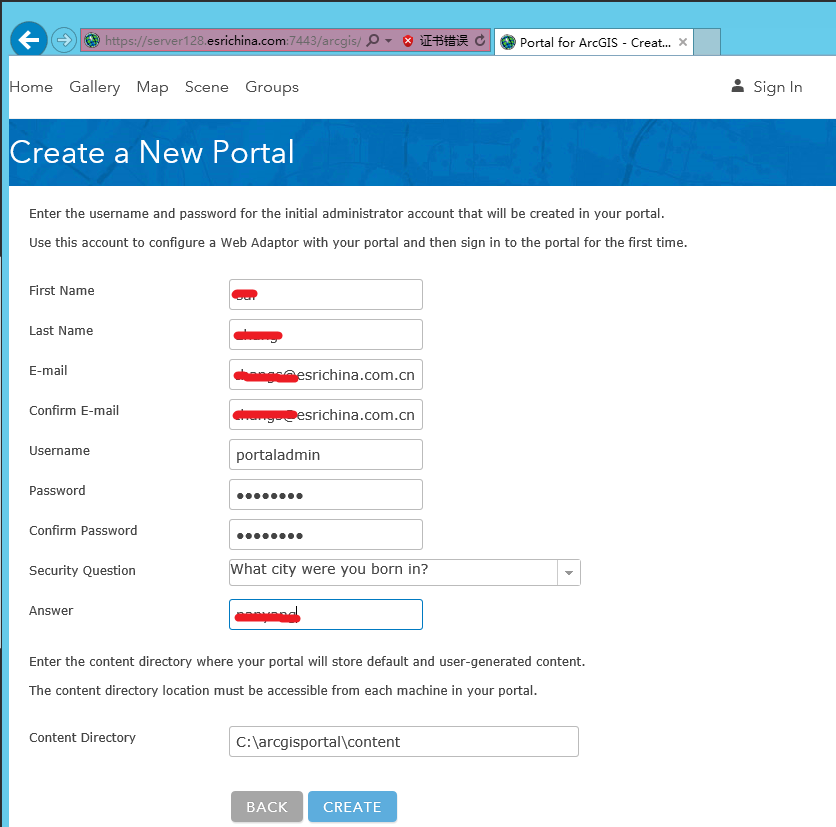 https://server128.esrichina.com:7443/arcgis/ 证书错误 Portal for ArcGIS - Creat...
Home Gallery Map Scene Groups Sign In
Create a New Portal
Enter the username and password for the initial administrator account that will be created in your portal.
Use this account to configure a Web Adaptor with your portal and then sign in to the portal for the first time.
First Name
Last Name
E-mail @esrichina.com.cn
Confirm E-mail @esrichina.com.cn
Username portaladmin
Password ••••••••
Confirm Password ••••••••
Security Question What city were you born in?
Answer
Enter the content directory where your portal will store default and user-generated content.
The content directory location must be accessible from each machine in your portal.
Content Directory C:\arcgisportal\content
BACK CREATE